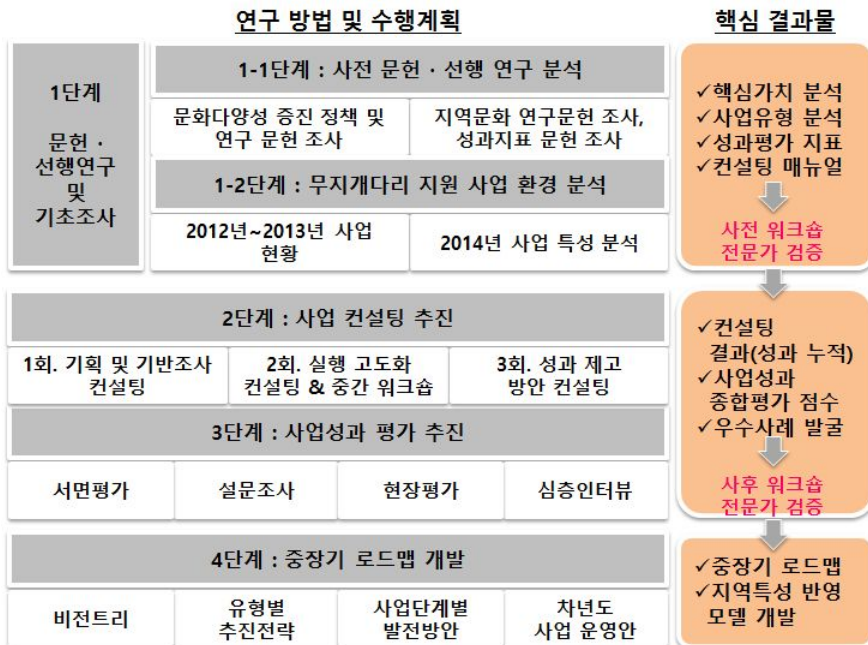 연구 방법 및 수행계획
핵심 결과물
1단계
문헌 ·
선행연구
및
기초조사
1-1단계 : 사전 문헌 · 선행 연구 분석
문화다양성 증진 정책 및
연구 문헌 조사
지역문화 연구문헌 조사,
성과지표 문헌 조사
1-2단계 : 무지개다리 지원 사업 환경 분석
2012년~2013년 사업
현황
2014년 사업 특성 분석
✓핵심가치 분석
✓사업유형 분석
✓성과평가 지표
✓컨설팅 매뉴얼
사전 워크숍
전문가 검증
2단계 : 사업 컨설팅 추진
1회. 기획 및 기반조사
컨설팅
2회. 실행 고도화
컨설팅 & 중간 워크숍
3회. 성과 제고
방안 컨설팅
3단계 : 사업성과 평가 추진
서면평가
설문조사
현장평가
심층인터뷰
✓컨설팅
결과(성과 누적)
✓사업성과
종합평가 점수
✓우수사례 발굴
사후 워크숍
전문가 검증
4단계 : 중장기 로드맵 개발
비전트리
유형별
추진전략
사업단계별
발전방안
차년도
사업 운영안
✓중장기 로드맵
✓지역특성 반영
모델 개발